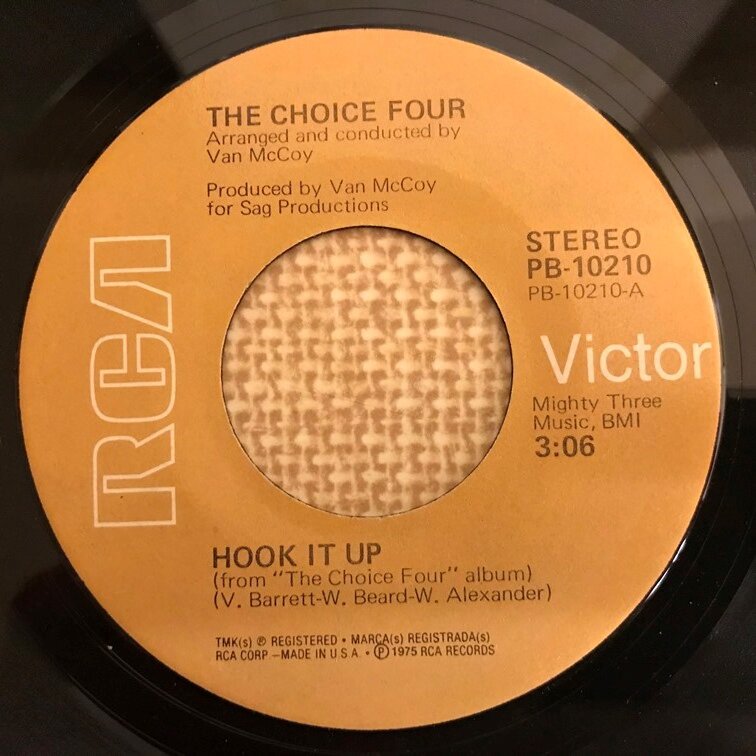 THE CHOICE FOUR
Arranged and conducted by
Van McCoy
Produced by Van McCoy
for Sag Productions
STEREO
PB-10210
PB-10210-A
RCA
Victor
Mighty Three
Music, BMI
3:06
HOOK IT UP
(from "The Choice Four" album)
(V. Barrett-W. Beard-W. Alexander)
TMK(s) ® REGISTERED • MARCA(s) REGISTRADA(s)
RCA CORP.–MADE IN U.S.A. • ℗ 1975 RCA RECORDS